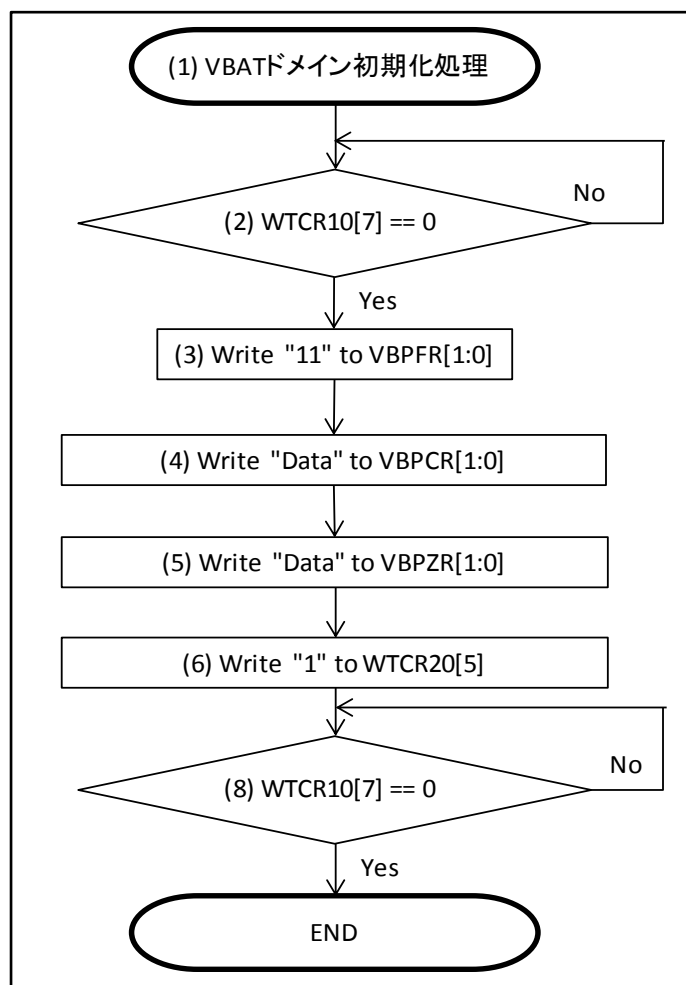 (1) VBATドメイン初期化処理
(2) WTCR10[7] == 0
No
Yes
(3) Write "11" to VBPFR[1:0]
(4) Write "Data" to VBPCR[1:0]
(5) Write "Data" to VBPZR[1:0]
(6) Write "1" to WTCR20[5]
(8) WTCR10[7] == 0
No
Yes
END